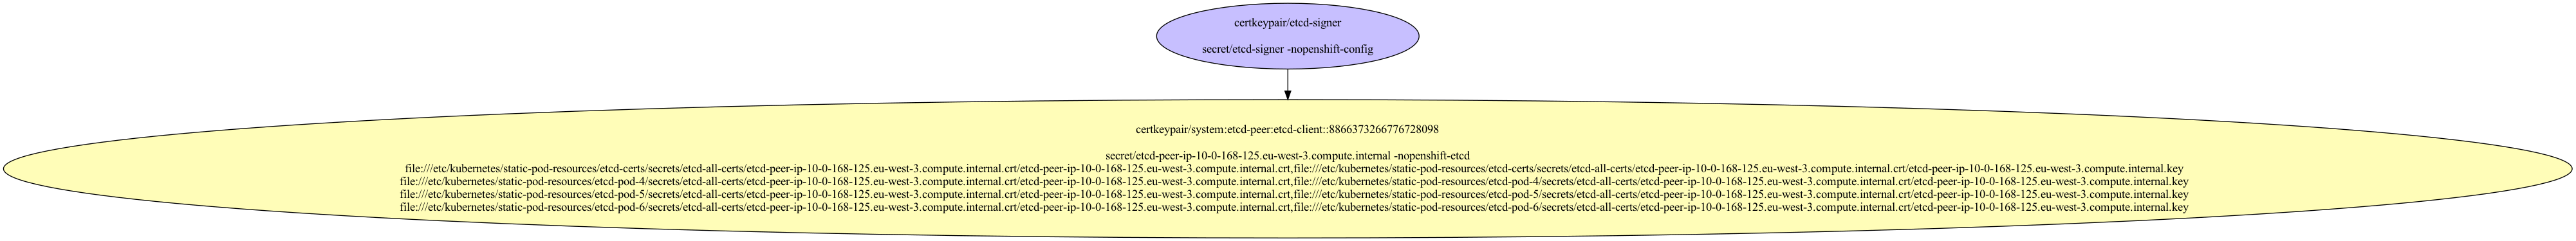 certkeypair/etcd-signer
secret/etcd-signer -nopenshift-config
certkeypair/system:etcd-peer:etcd-client::8866373266776728098
secret/etcd-peer-ip-10-0-168-125.eu-west-3.compute.internal -nopenshift-etcd
file:///etc/kubernetes/static-pod-resources/etcd-certs/secrets/etcd-all-certs/etcd-peer-ip-10-0-168-125.eu-west-3.compute.internal.crt/etcd-peer-ip-10-0-168-125.eu-west-3.compute.internal.crt,file:///etc/kubernetes/static-pod-resources/etcd-certs/secrets/etcd-all-certs/etcd-peer-ip-10-0-168-125.eu-west-3.compute.internal.crt/etcd-peer-ip-10-0-168-125.eu-west-3.compute.internal.key
file:///etc/kubernetes/static-pod-resources/etcd-pod-4/secrets/etcd-all-certs/etcd-peer-ip-10-0-168-125.eu-west-3.compute.internal.crt/etcd-peer-ip-10-0-168-125.eu-west-3.compute.internal.crt,file:///etc/kubernetes/static-pod-resources/etcd-pod-4/secrets/etcd-all-certs/etcd-peer-ip-10-0-168-125.eu-west-3.compute.internal.crt/etcd-peer-ip-10-0-168-125.eu-west-3.compute.internal.key
file:///etc/kubernetes/static-pod-resources/etcd-pod-5/secrets/etcd-all-certs/etcd-peer-ip-10-0-168-125.eu-west-3.compute.internal.crt/etcd-peer-ip-10-0-168-125.eu-west-3.compute.internal.crt,file:///etc/kubernetes/static-pod-resources/etcd-pod-5/secrets/etcd-all-certs/etcd-peer-ip-10-0-168-125.eu-west-3.compute.internal.crt/etcd-peer-ip-10-0-168-125.eu-west-3.compute.internal.key
file:///etc/kubernetes/static-pod-resources/etcd-pod-6/secrets/etcd-all-certs/etcd-peer-ip-10-0-168-125.eu-west-3.compute.internal.crt/etcd-peer-ip-10-0-168-125.eu-west-3.compute.internal.crt,file:///etc/kubernetes/static-pod-resources/etcd-pod-6/secrets/etcd-all-certs/etcd-peer-ip-10-0-168-125.eu-west-3.compute.internal.crt/etcd-peer-ip-10-0-168-125.eu-west-3.compute.internal.key